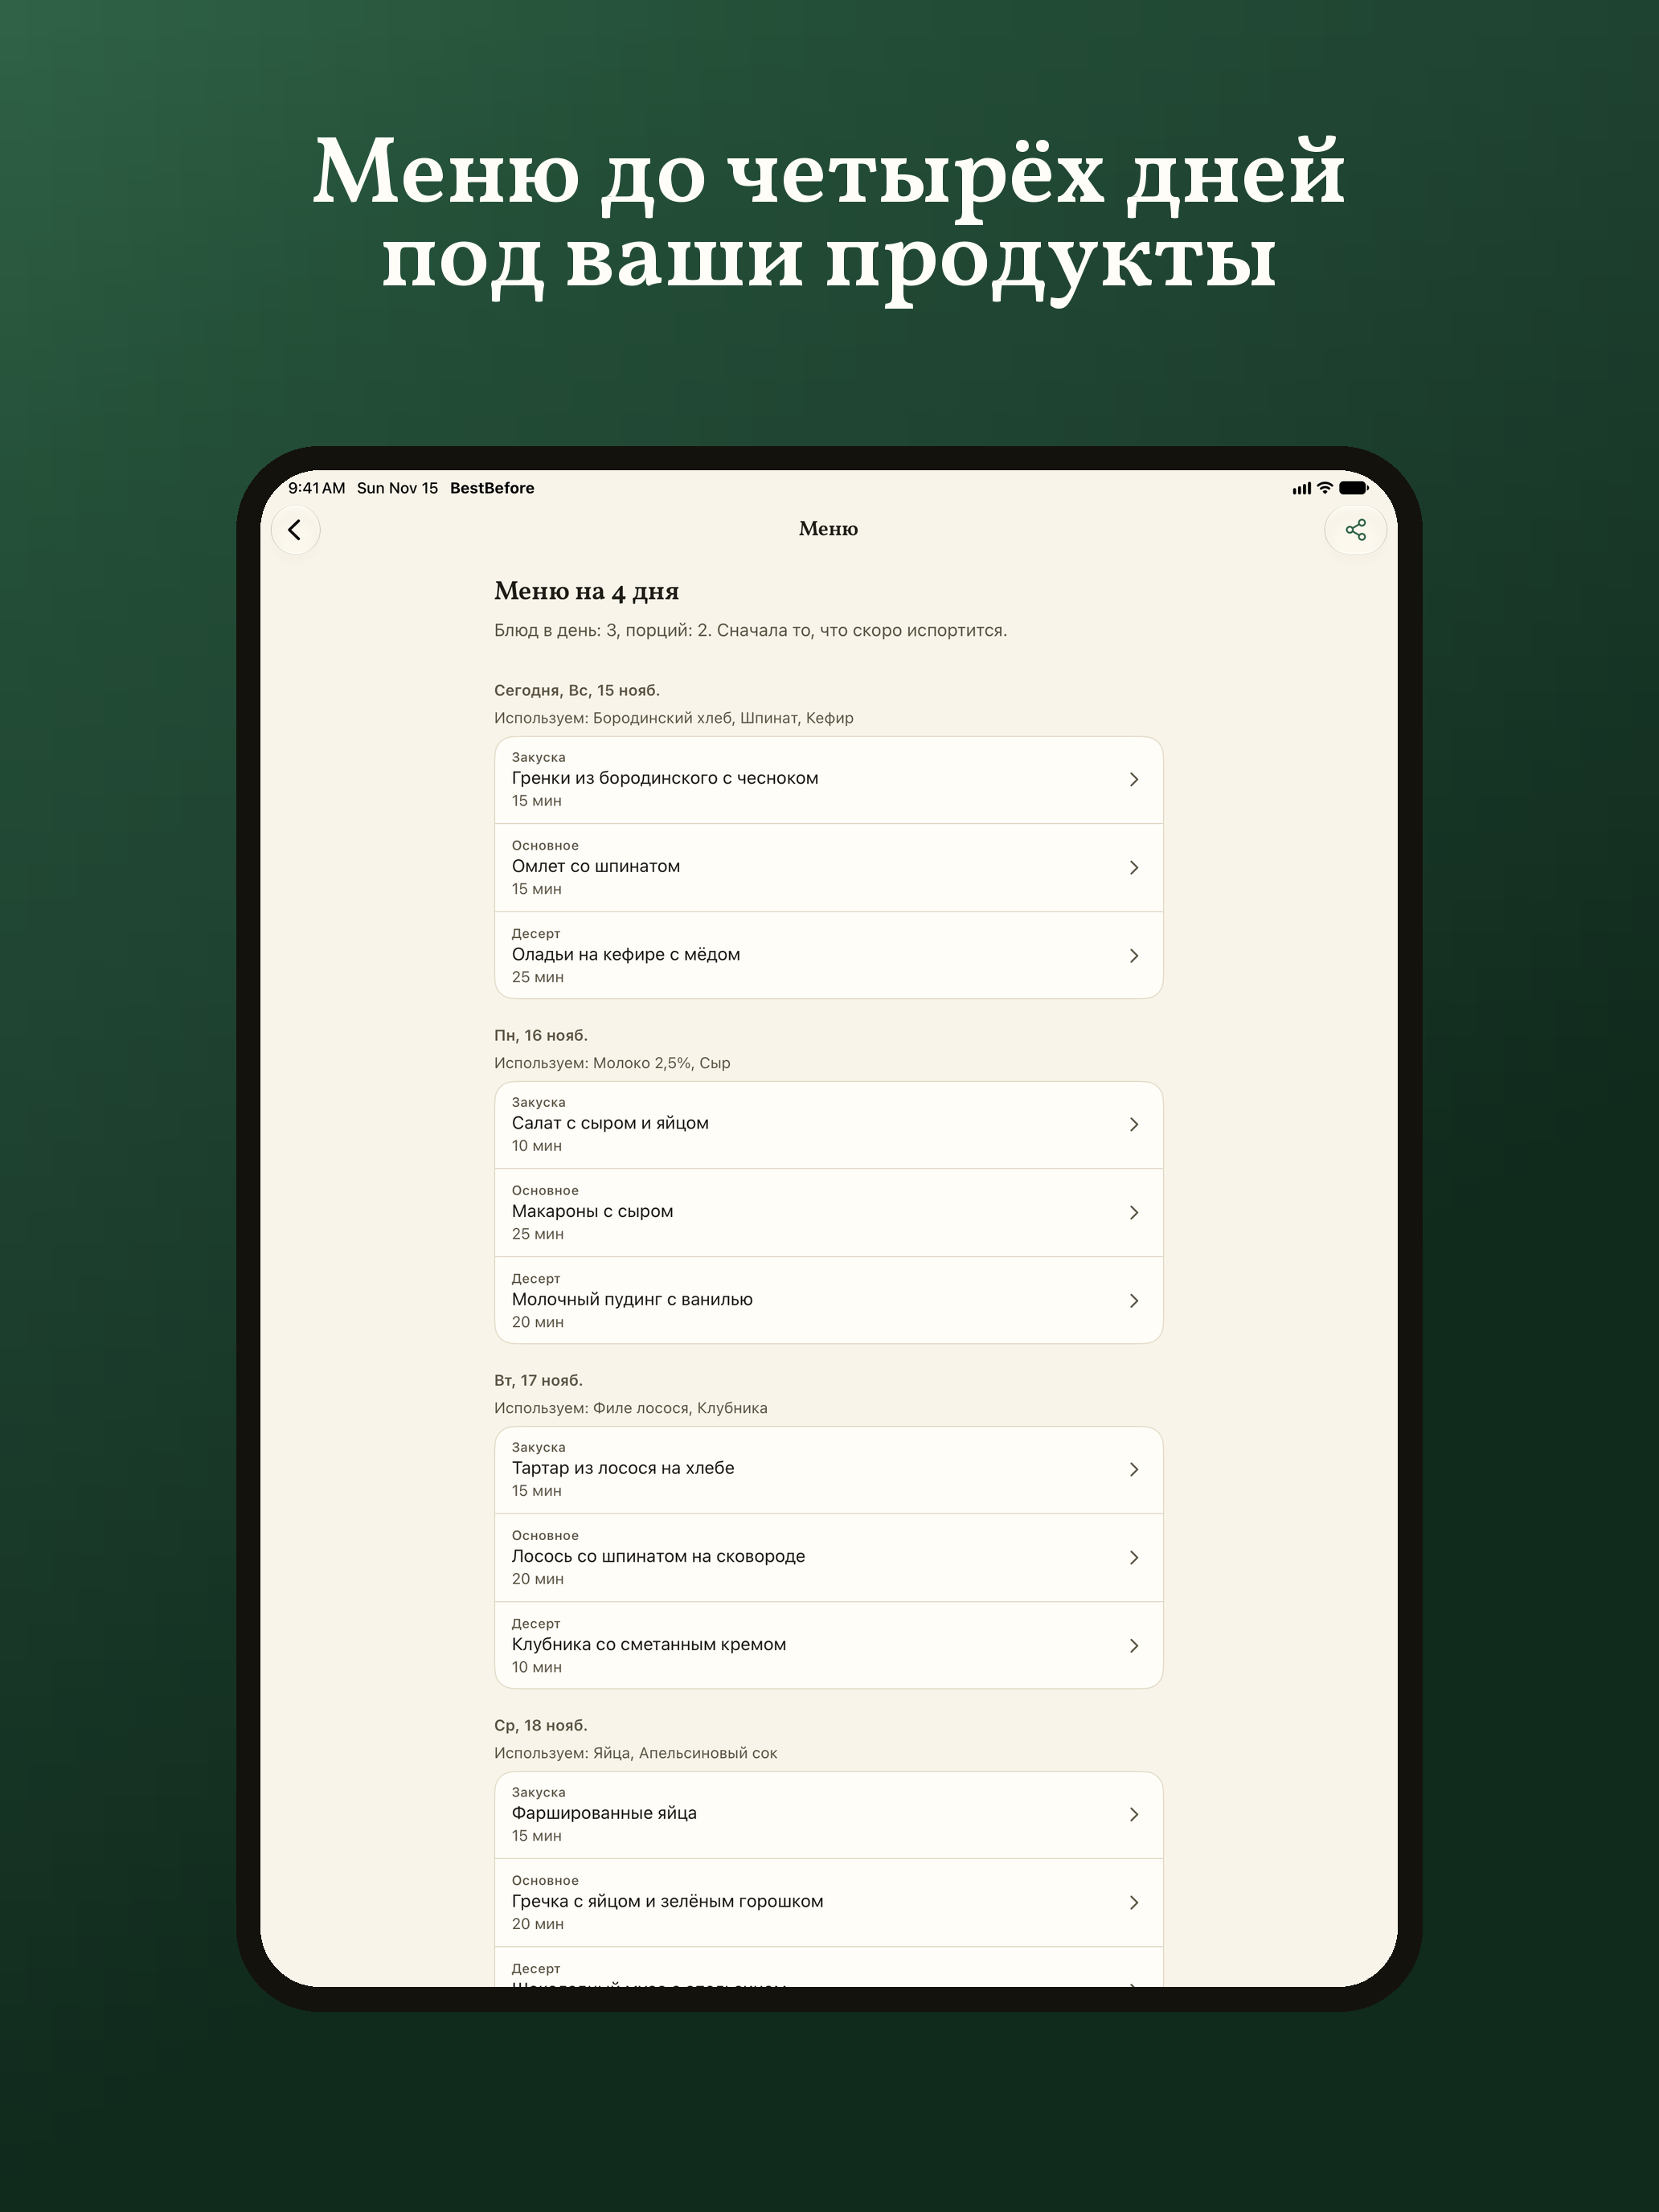 Меню до четырёх дней
под ваши продукты
9:41 AM Sun Nov 15 BestBefore
Меню
Меню на 4 дня
Блюд в день: 3, порций: 2. Сначала то, что скоро испортится.
Сегодня, Вс, 15 нояб.
Используем: Бородинский хлеб, Шпинат, Кефир
Закуска
Гренки из бородинского с чесноком
15 мин
Основное
Омлет со шпинатом
15 мин
Десерт
Оладьи на кефире с мёдом
25 мин
Пн, 16 нояб.
Используем: Молоко 2,5%, Сыр
Закуска
Салат с сыром и яйцом
10 мин
Основное
Макароны с сыром
25 мин
Десерт
Молочный пудинг с ванилью
20 мин
Вт, 17 нояб.
Используем: Филе лосося, Клубника
Закуска
Тартар из лосося на хлебе
15 мин
Основное
Лосось со шпинатом на сковороде
20 мин
Десерт
Клубника со сметанным кремом
10 мин
Ср, 18 нояб.
Используем: Яйца, Апельсиновый сок
Закуска
Фаршированные яйца
15 мин
Основное
Гречка с яйцом и зелёным горошком
20 мин
Десерт